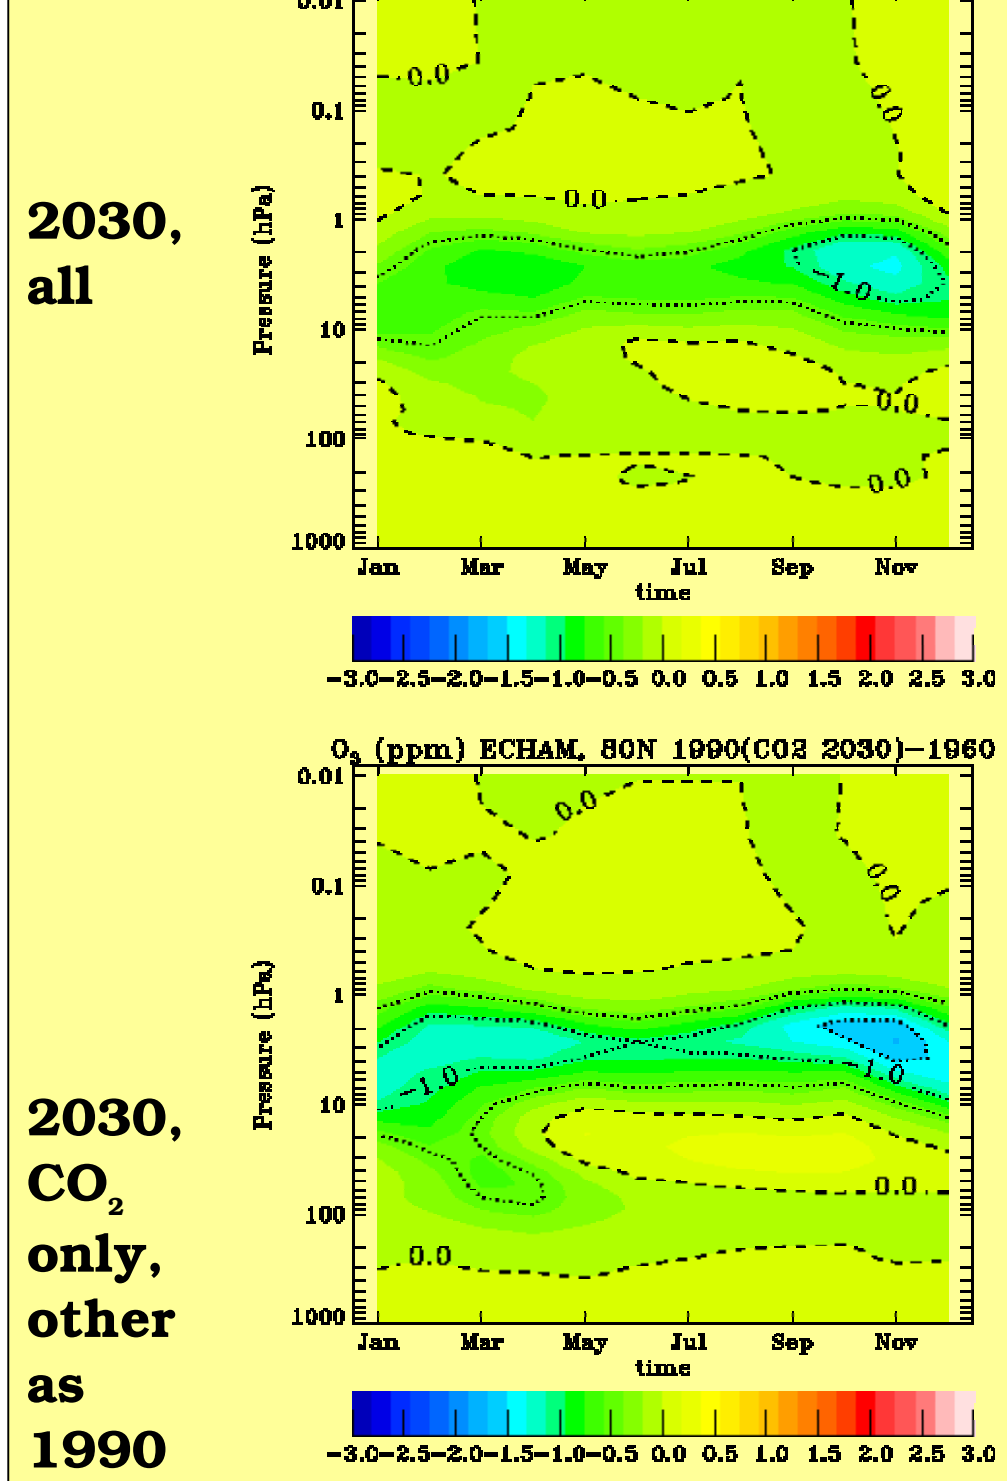 0.01
0.0
0.0
0.1
0.0
1
-1.0
10
0.0
100
0.0
1000
Pressure (hPa)
2030,
all
Jan Mar May Jul Sep Nov
time
-3.0-2.5-2.0-1.5-1.0-0.5 0.0 0.5 1.0 1.5 2.0 2.5 3.0
O3 (ppm) ECHAM, 80N 1990(CO2 2030)-1960
0.01
0.0
0.1
0.0
1
-1.0
-1.0
10
0.0
100
0.0
1000
Pressure (hPa)
2030,
CO2
only,
other
as
1990
Jan Mar May Jul Sep Nov
time
-3.0-2.5-2.0-1.5-1.0-0.5 0.0 0.5 1.0 1.5 2.0 2.5 3.0